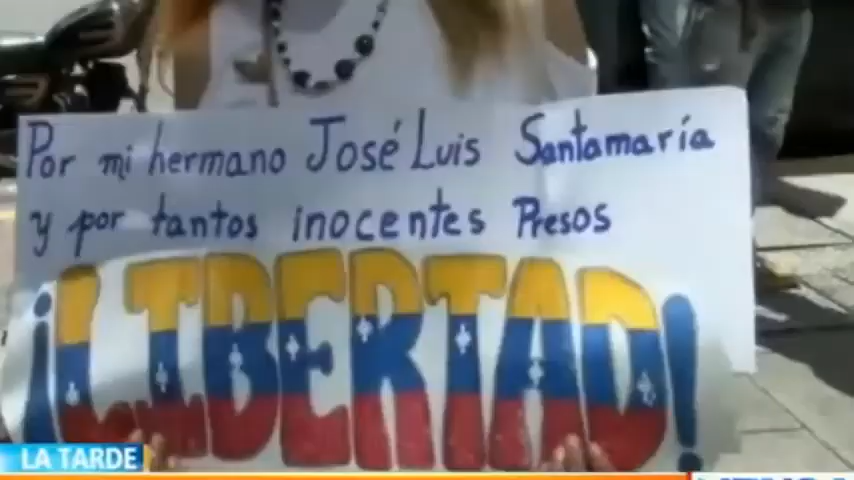 Por mi hermano José Luis Santamaría
y por tantos inocentes Presos
¡LIBERTAD!
LA TARDE